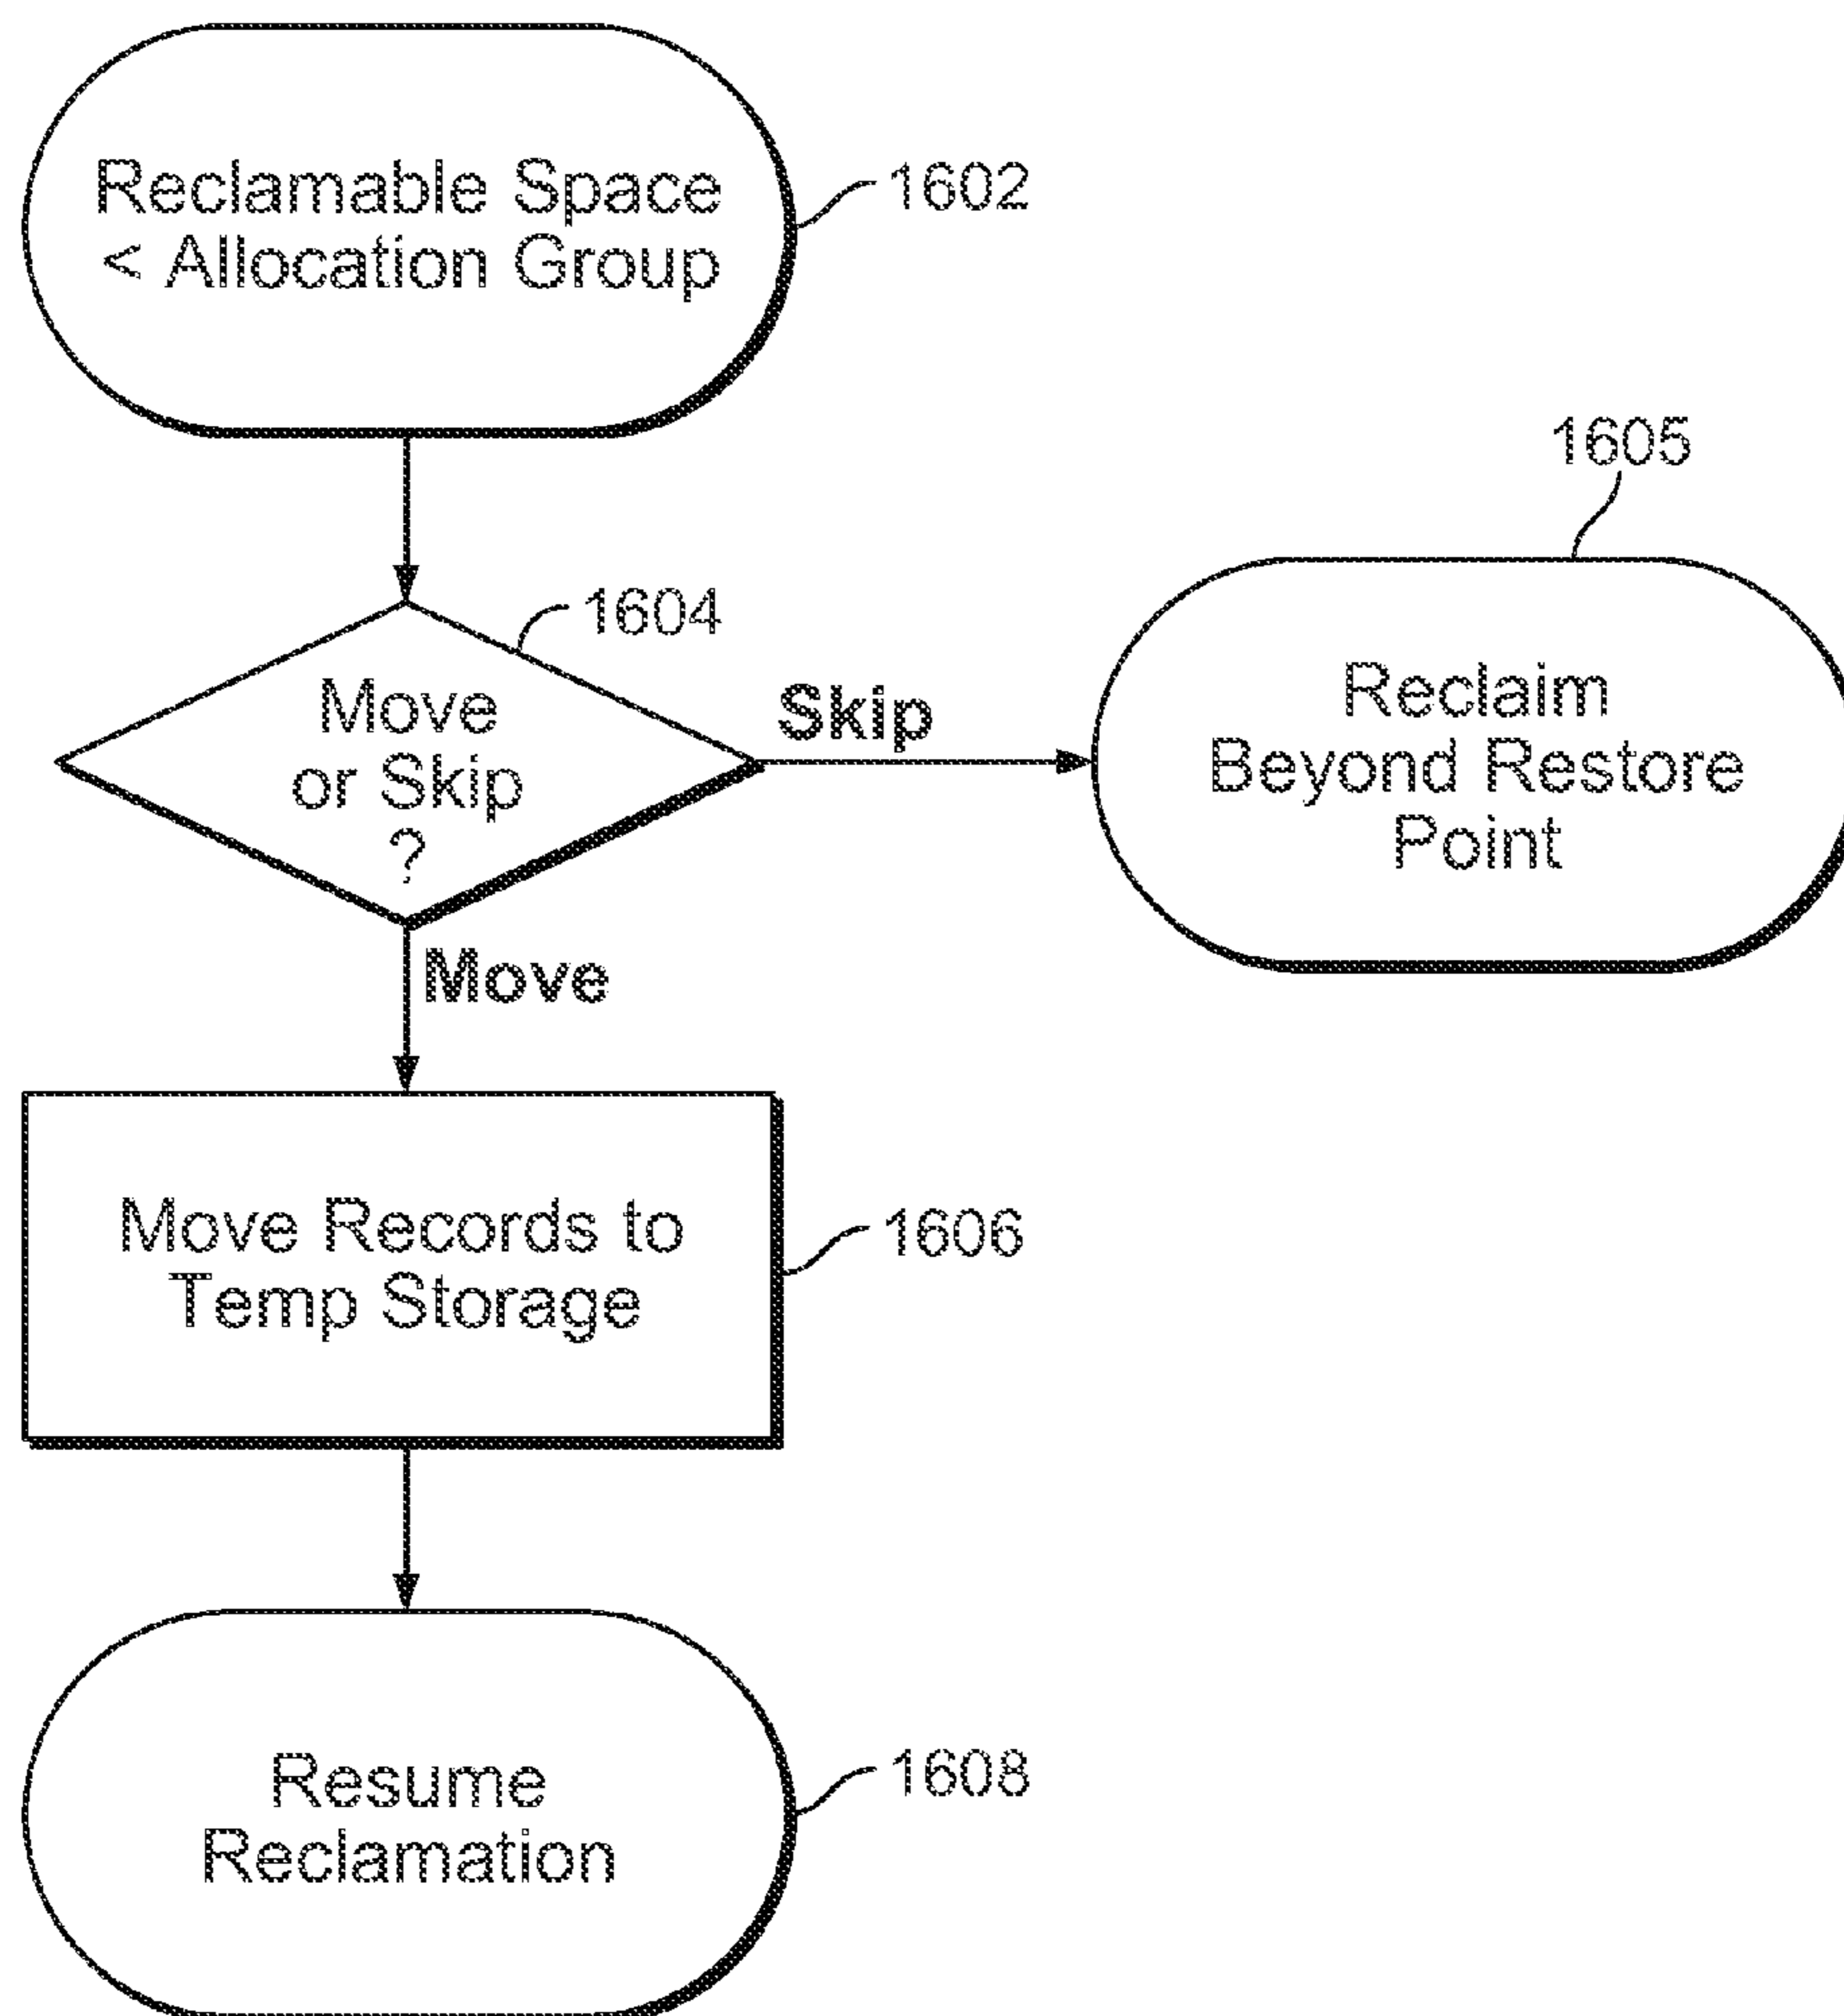 Reclamable Space
< Allocation Group
1602
1605
1604
Move
or Skip
?
Skip
Reclaim
Beyond Restore
Point
Move
Move Records to
Temp Storage
1606
Resume
Reclamation
1608